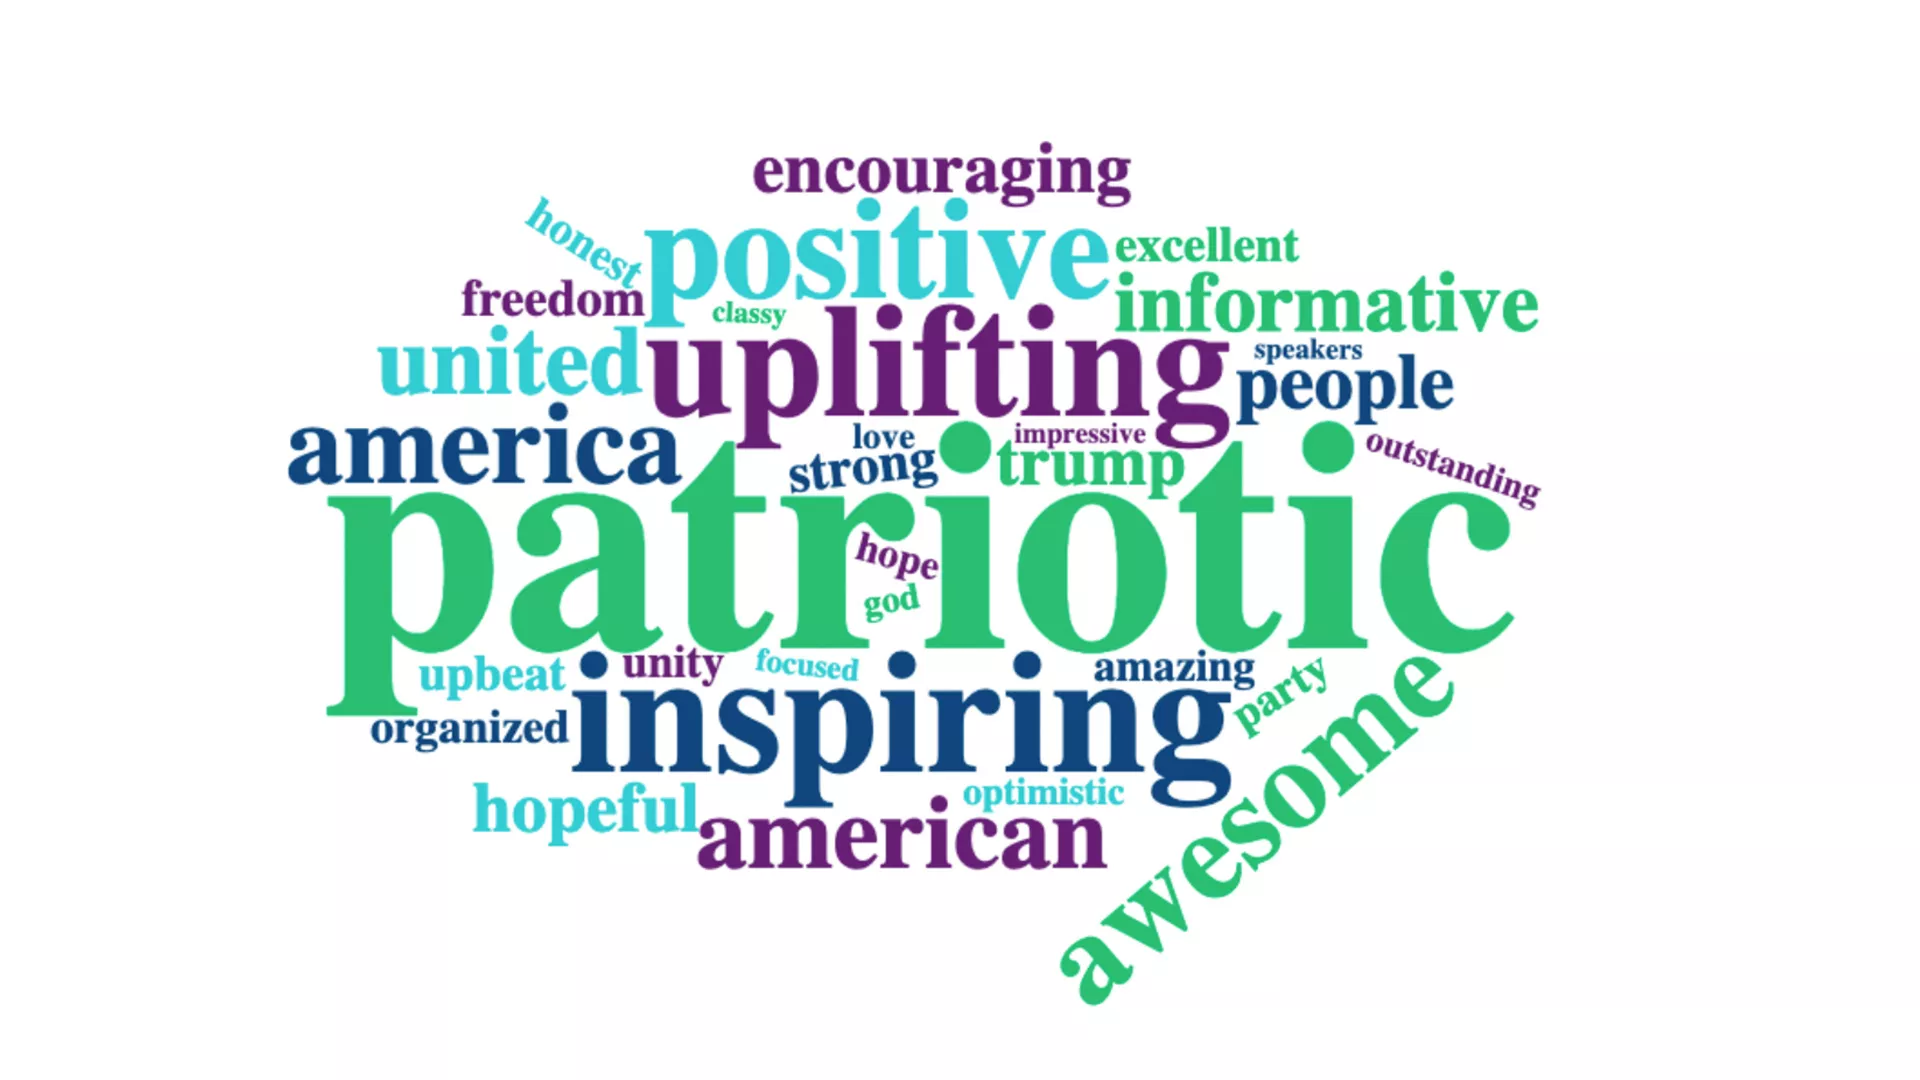 encouraging
honest
positive
excellent
freedom
classy
informative
united
uplifting
speakers
people
america
love
impressive
strong
trump
outstanding
patriotic
hope
god
upbeat
unity
focused
amazing
party
organized
inspiring
awesome
hopeful
optimistic
american